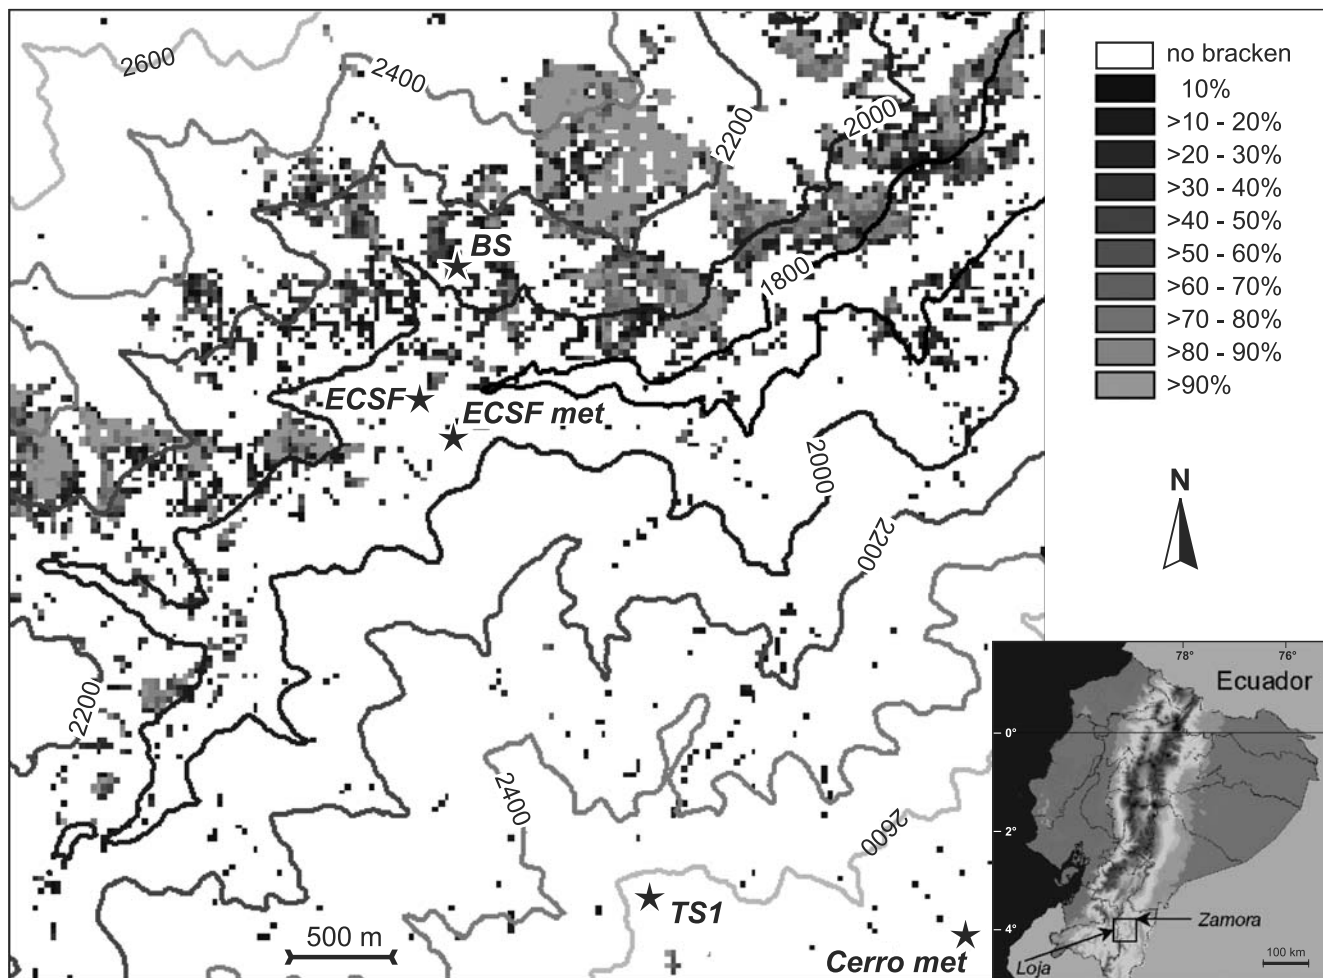 2600
2400
2200
2000
1800
BS
ECSF
ECSF met
2000
2200
2200
2400
2600
TS1
Cerro met
500 m
no bracken
10%
>10 - 20%
>20 - 30%
>30 - 40%
>40 - 50%
>50 - 60%
>60 - 70%
>70 - 80%
>80 - 90%
>90%
N
78°
76°
Ecuador
0°
2°
4°
Zamora
Loja
100 km